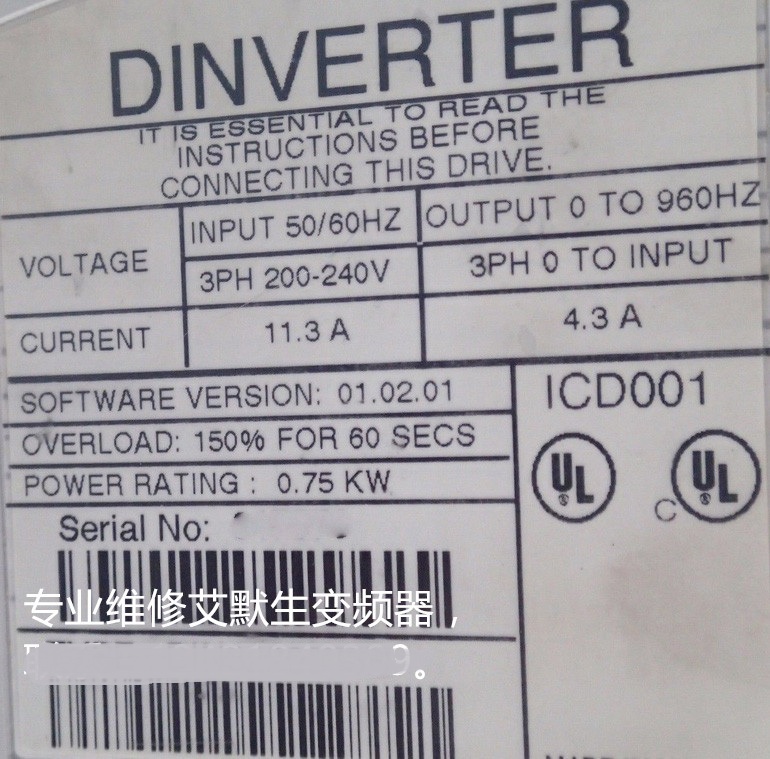 DINVERTER
IT IS ESSENTIAL TO READ THE
INSTRUCTIONS BEFORE
CONNECTING THIS DRIVE.
VOLTAGE
INPUT 50/60HZ
OUTPUT 0 TO 960HZ
3PH 200-240V
3PH 0 TO INPUT
CURRENT
11.3 A
4.3 A
SOFTWARE VERSION: 01.02.01
OVERLOAD: 150% FOR 60 SECS
POWER RATING : 0.75 KW
ICD001
UL
C UL
Serial No:
专业维修艾默生变频器，
9。